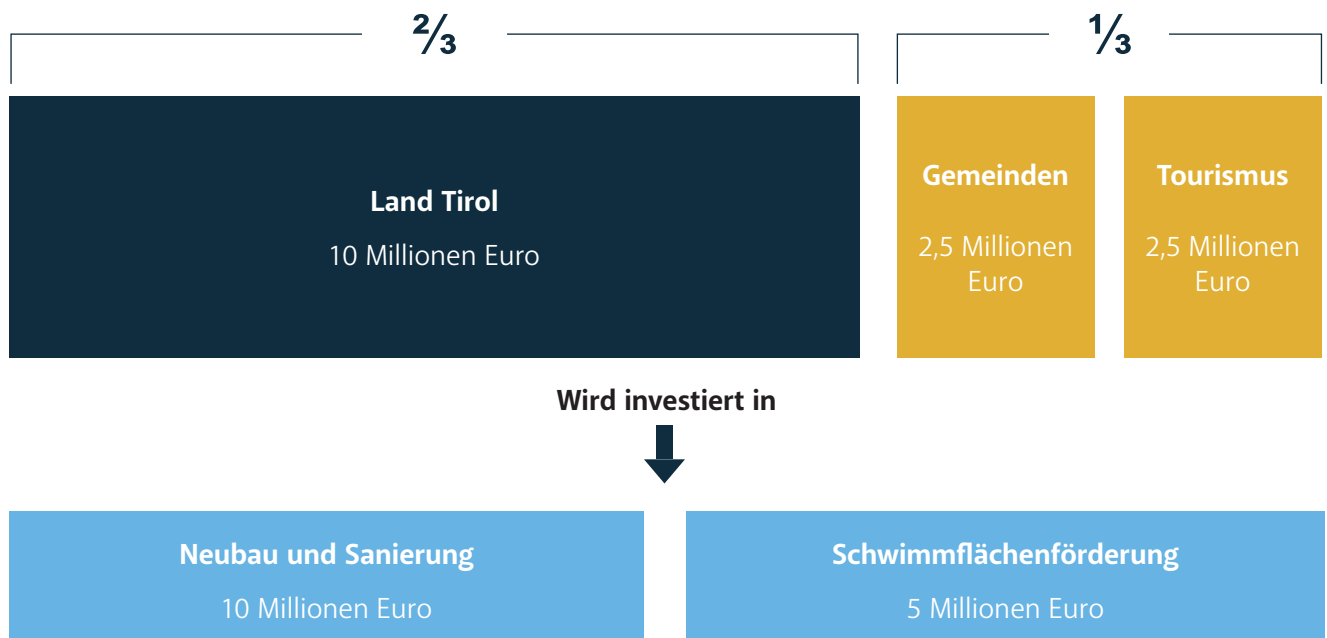 ⅔
⅓
Land Tirol
10 Millionen Euro
Gemeinden
2,5 Millionen
Euro
Tourismus
2,5 Millionen
Euro
Wird investiert in
Neubau und Sanierung
10 Millionen Euro
Schwimmflächenförderung
5 Millionen Euro